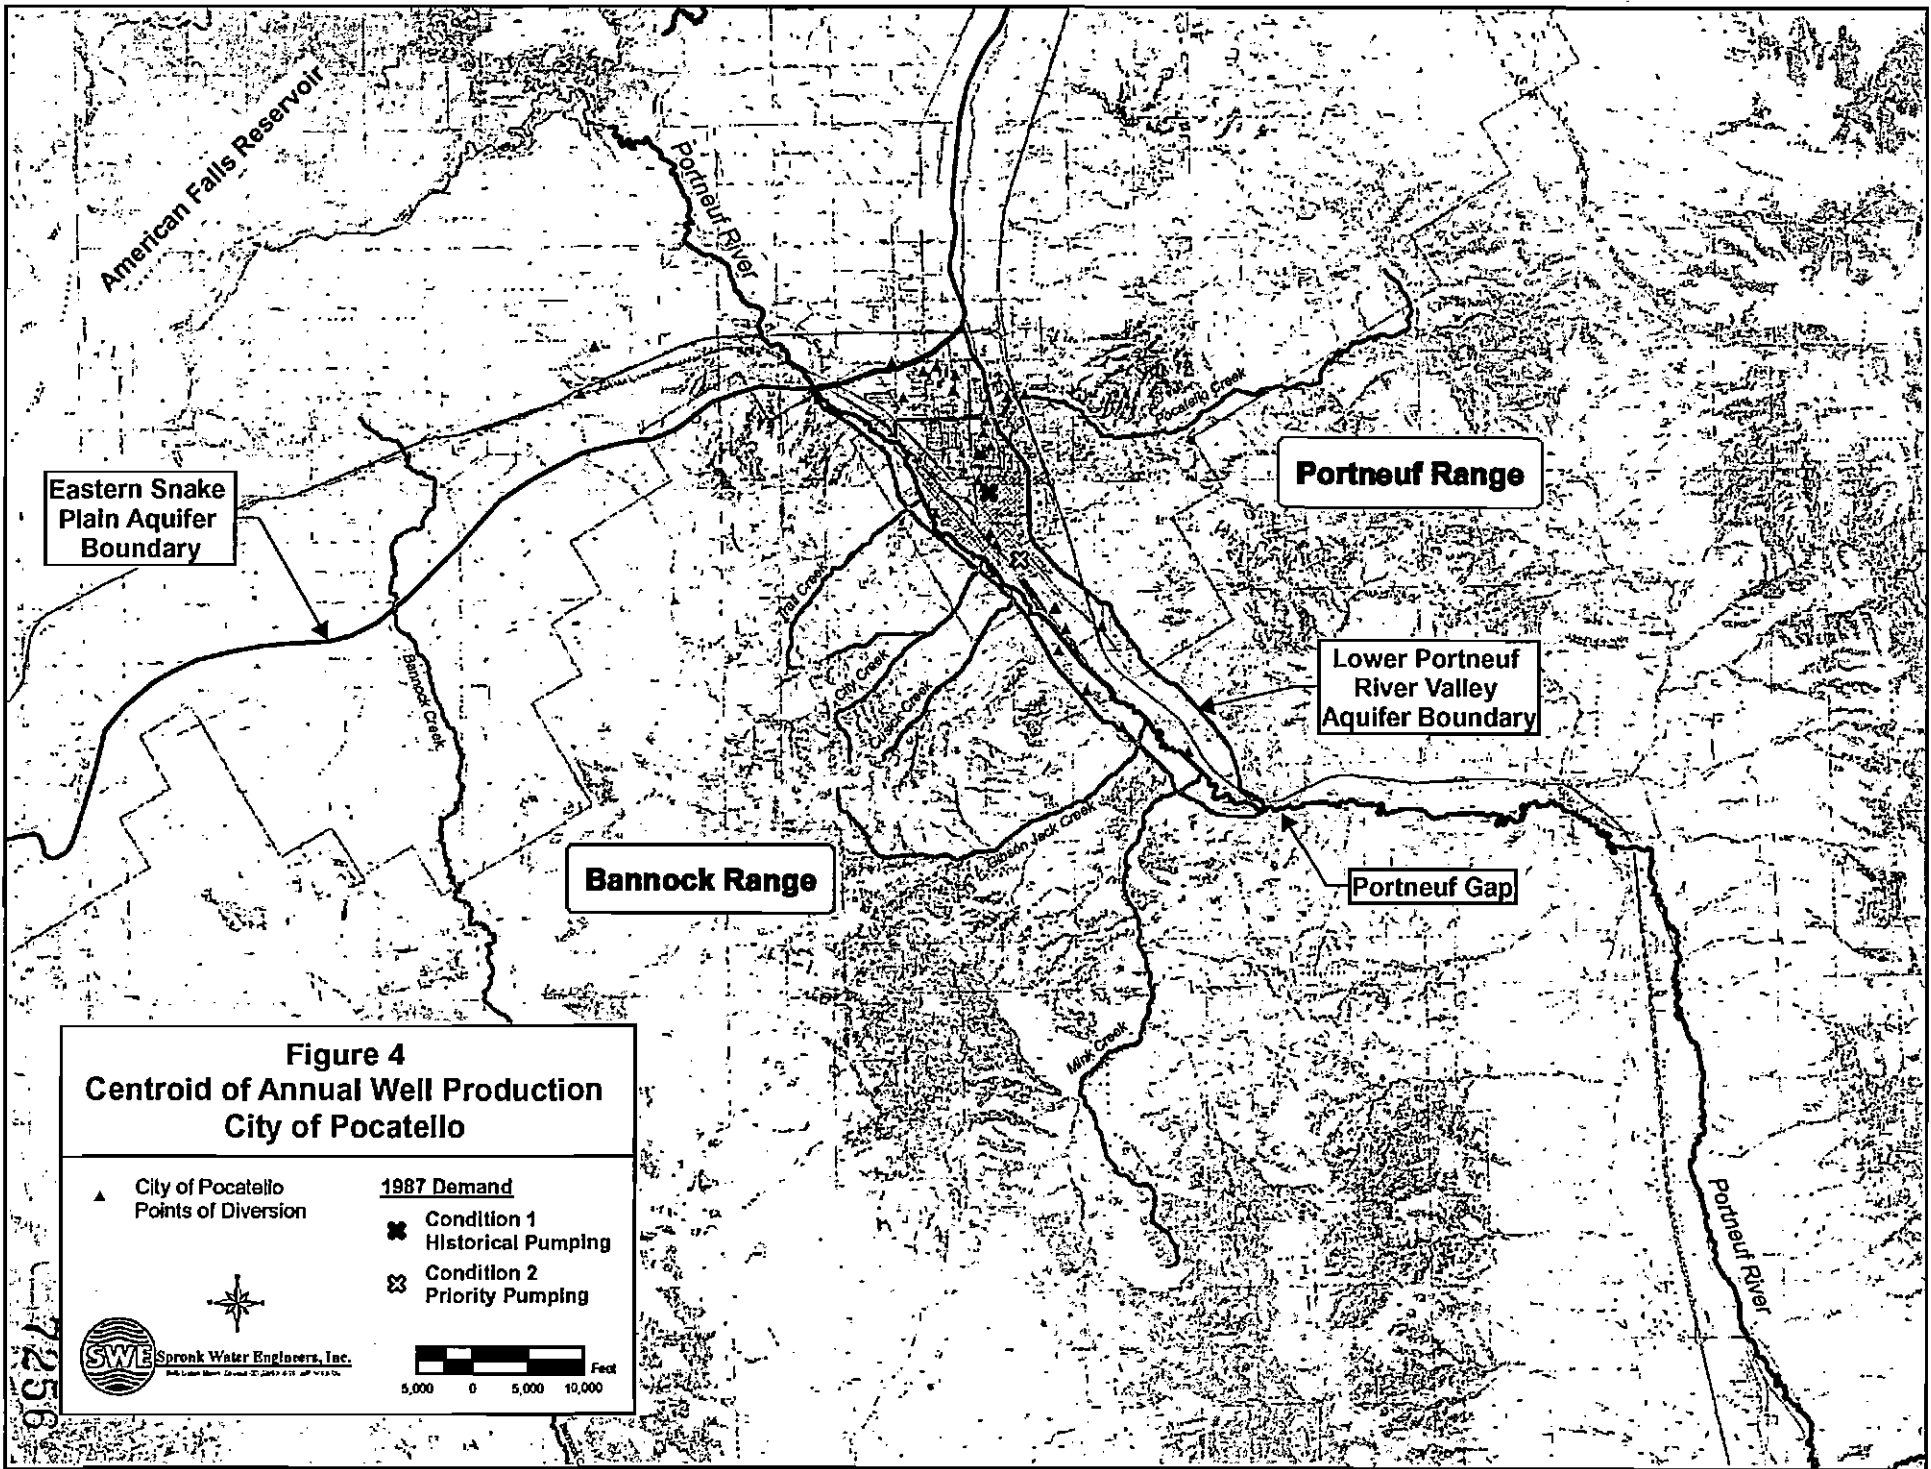 American Falls Reservoir
Portneuf River
Pocatello Creek
Portneuf Range
Eastern Snake
Plain Aquifer
Boundary
Trail Creek
City Creek
Cusick Creek
Bannock Creek
Lower Portneuf
River Valley
Aquifer Boundary
Gibson Jack Creek
Bannock Range
Portneuf Gap
Mink Creek
Portneuf River
Figure 4
Centroid of Annual Well Production
City of Pocatello
City of Pocatello
Points of Diversion
1987 Demand
Condition 1
Historical Pumping
Condition 2
Priority Pumping
SWE
Spronk Water Engineers, Inc.
Feet
5,000 0 5,000 10,000
7256